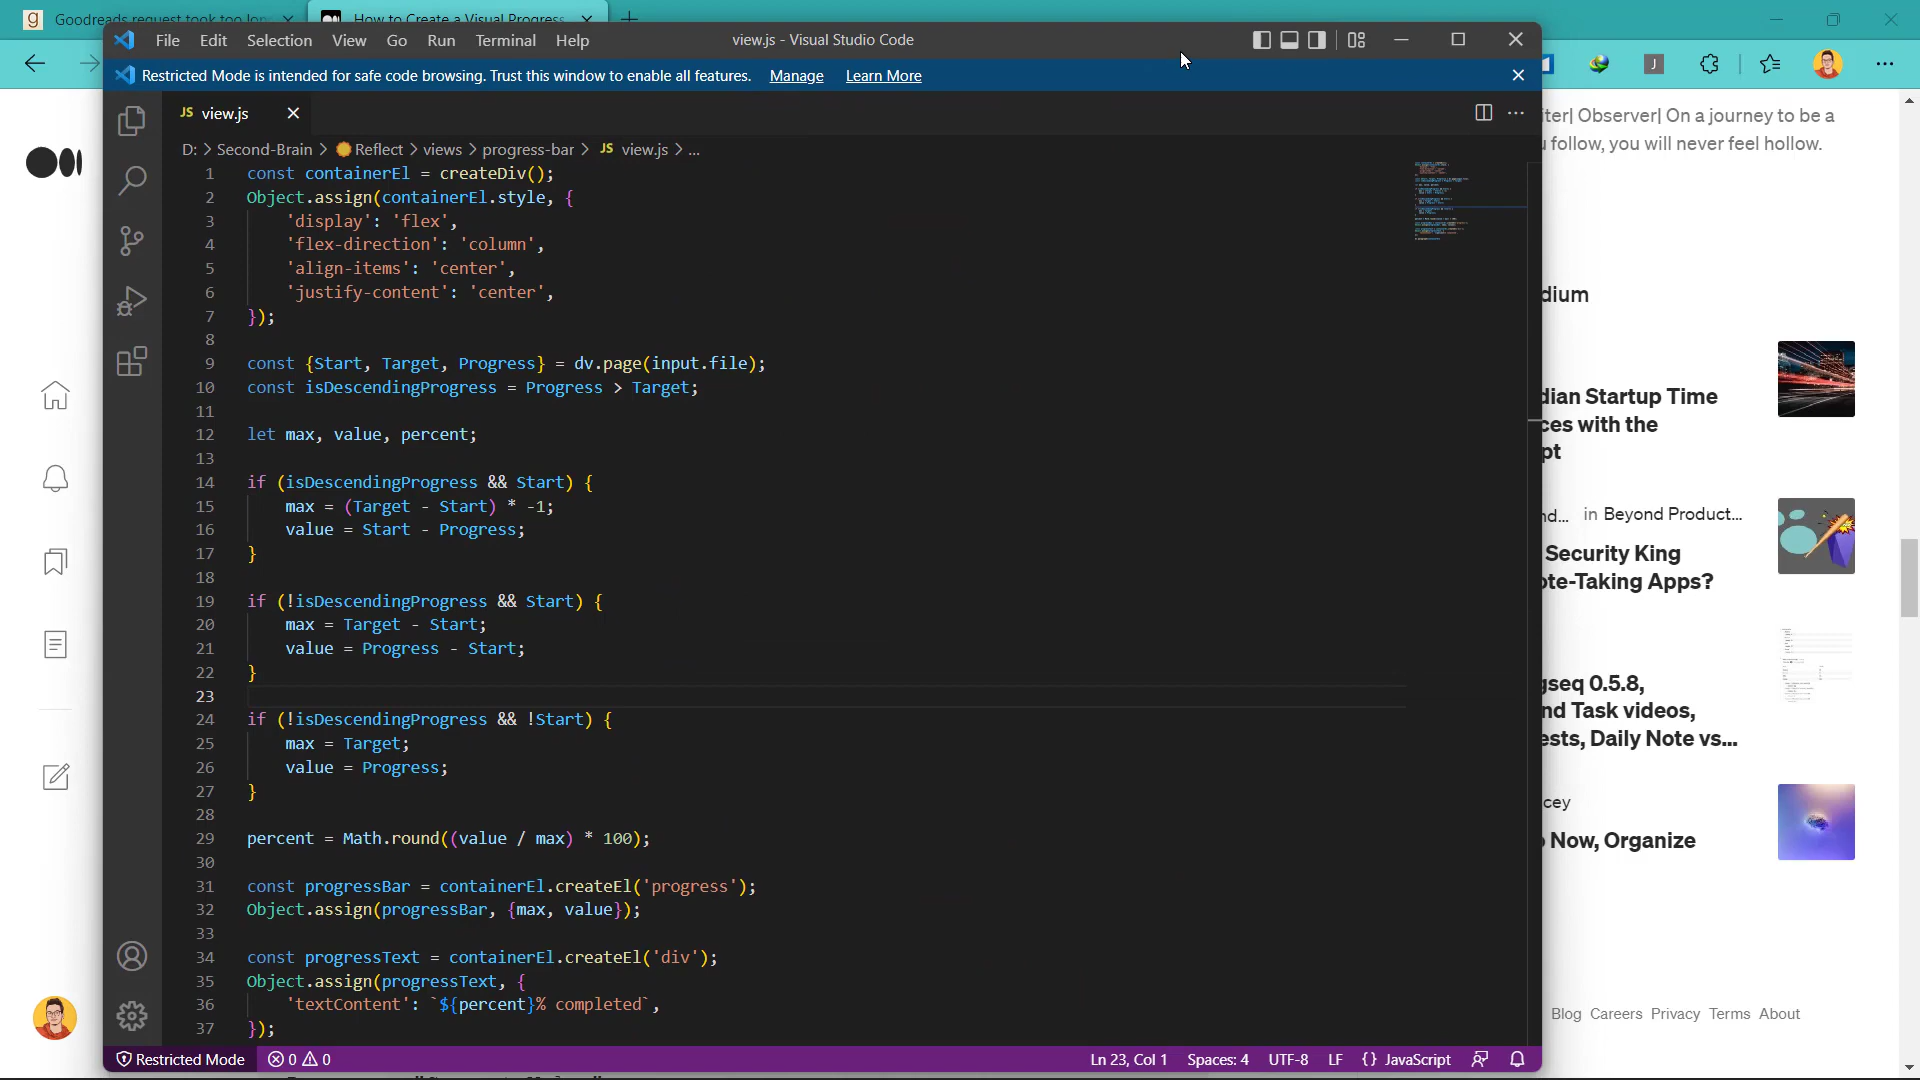 Goodreads request took too lon
How to Create a Visual Progress
File Edit Selection View Go Run Terminal Help
view.js - Visual Studio Code
Restricted Mode is intended for safe code browsing. Trust this window to enable all features. Manage Learn More
JS view.js
D: > Second-Brain > Reflect > views > progress-bar > JS view.js > ...
1 const containerEl = createDiv();
2 Object.assign(containerEl.style, {
3 'display': 'flex',
4 'flex-direction': 'column',
5 'align-items': 'center',
6 'justify-content': 'center',
7 });
8
9 const {Start, Target, Progress} = dv.page(input.file);
10 const isDescendingProgress = Progress > Target;
11
12 let max, value, percent;
13
14 if (isDescendingProgress && Start) {
15 max = (Target - Start) * -1;
16 value = Start - Progress;
17 }
18
19 if (!isDescendingProgress && Start) {
20 max = Target - Start;
21 value = Progress - Start;
22 }
23
24 if (!isDescendingProgress && !Start) {
25 max = Target;
26 value = Progress;
27 }
28
29 percent = Math.round((value / max) * 100);
30
31 const progressBar = containerEl.createEl('progress');
32 Object.assign(progressBar, {max, value});
33
34 const progressText = containerEl.createEl('div');
35 Object.assign(progressText, {
36 'textContent': `${percent}% completed`,
37 });
Restricted Mode 0 0 Ln 23, Col 1 Spaces: 4 UTF-8 LF {} JavaScript
J
iter| Observer| On a journey to be a
u follow, you will never feel hollow.
dium
dian Startup Time
ces with the
pt
nd... in Beyond Product...
Security King
ote-Taking Apps?
gseq 0.5.8,
nd Task videos,
ests, Daily Note vs...
cey
Now, Organize
Blog Careers Privacy Terms About